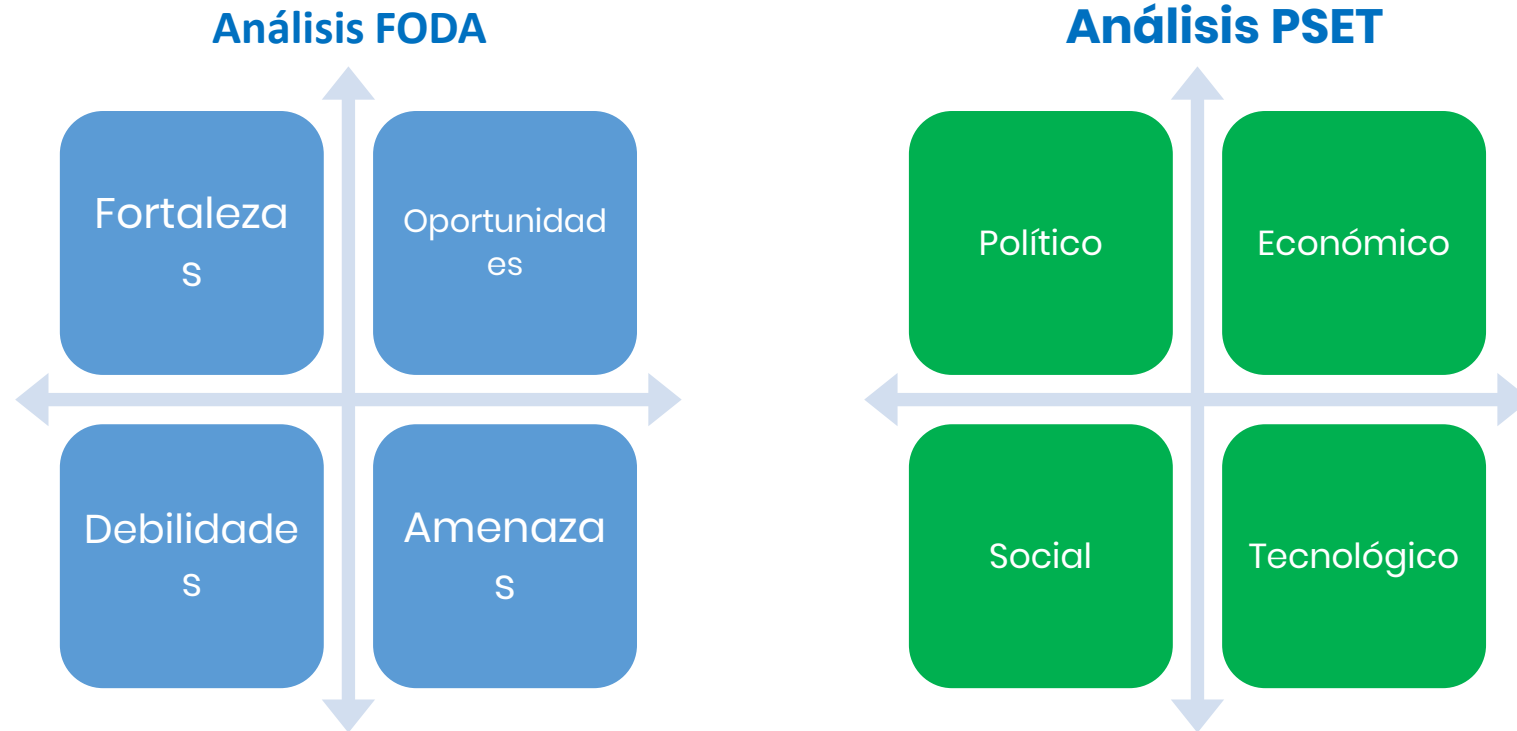 Análisis FODA
Fortaleza
s
Oportunidad
es
Debilidade
s
Amenaza
s
Análisis PSET
Político
Económico
Social
Tecnológico